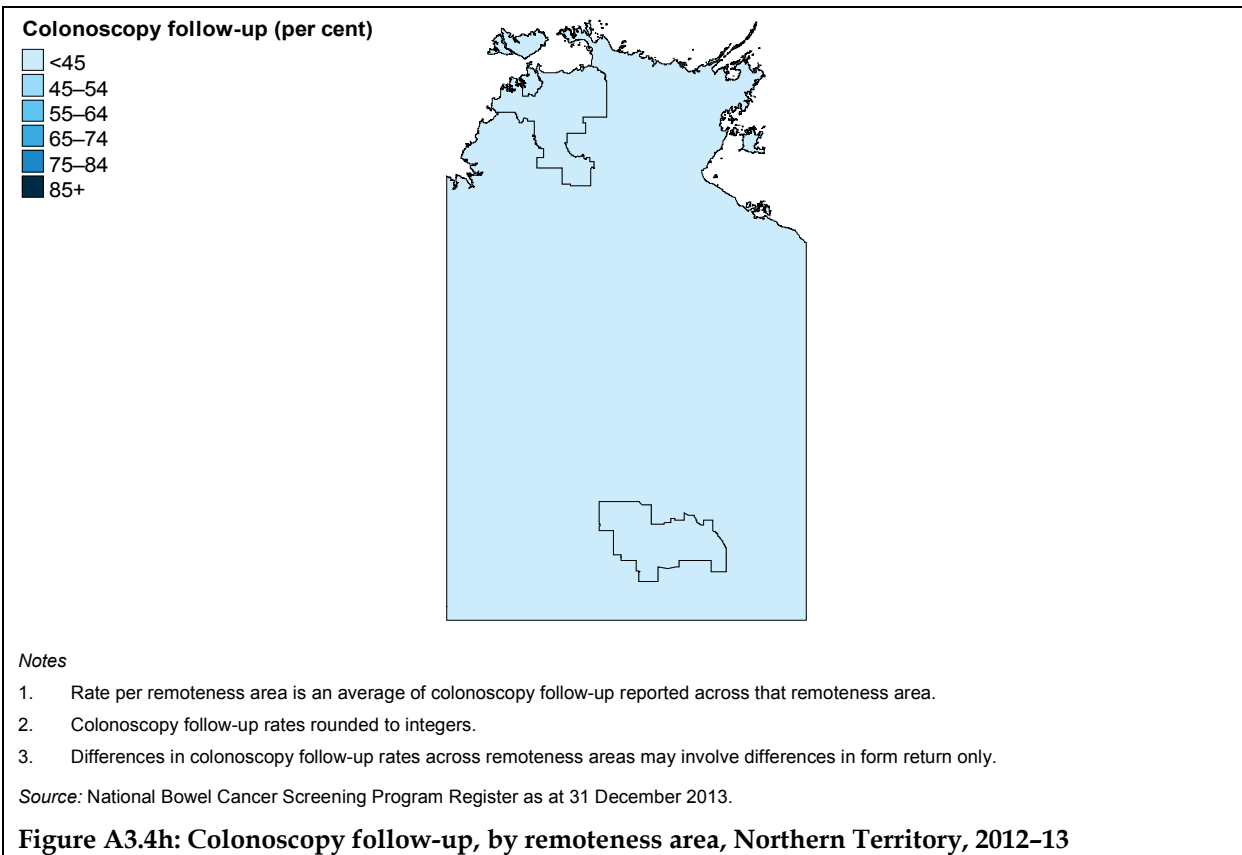 Colonoscopy follow-up (per cent)
<45
45–54
55–64
65–74
75–84
85+
Notes
1. Rate per remoteness area is an average of colonoscopy follow-up reported across that remoteness area.
2. Colonoscopy follow-up rates rounded to integers.
3. Differences in colonoscopy follow-up rates across remoteness areas may involve differences in form return only.
Source: National Bowel Cancer Screening Program Register as at 31 December 2013.
Figure A3.4h: Colonoscopy follow-up, by remoteness area, Northern Territory, 2012–13